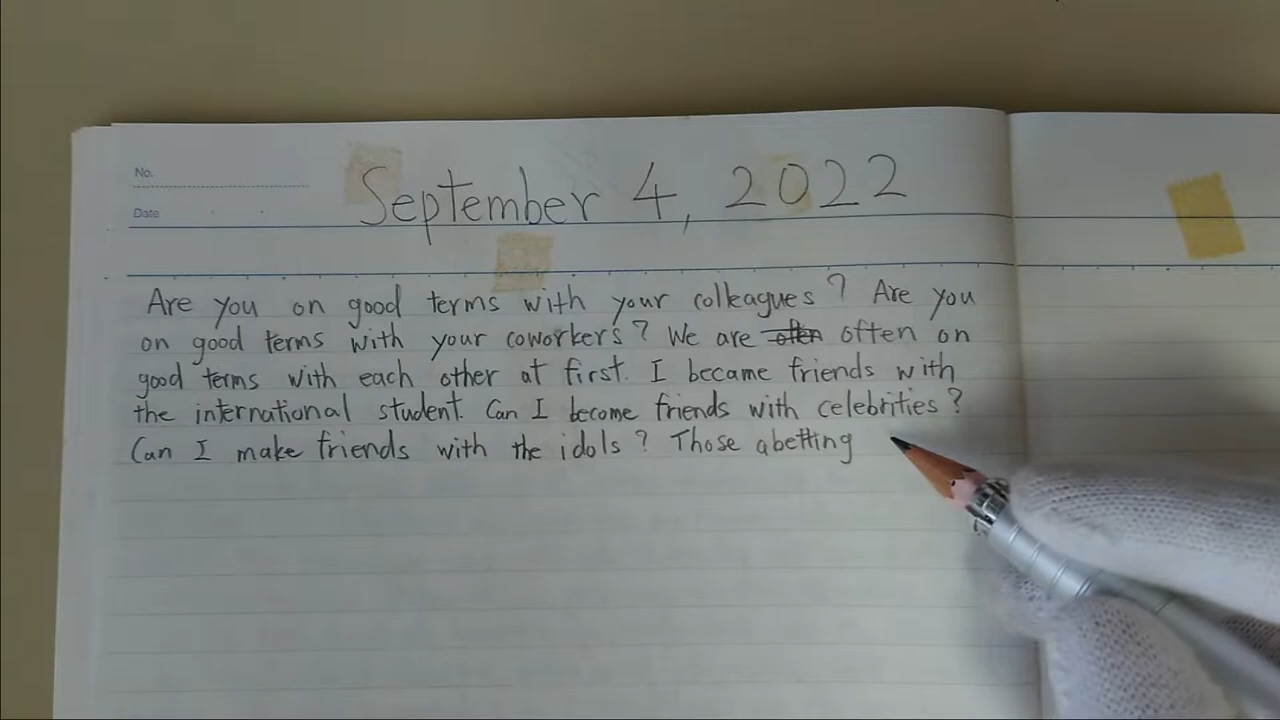 No.
September 4, 2022
Date
Are you on good terms with your colleagues? Are you
on good terms with your coworkers? We are often often on
good terms with each other at first. I became friends with
the international student. Can I become friends with celebrities?
Can I make friends with the idols? Those abetting